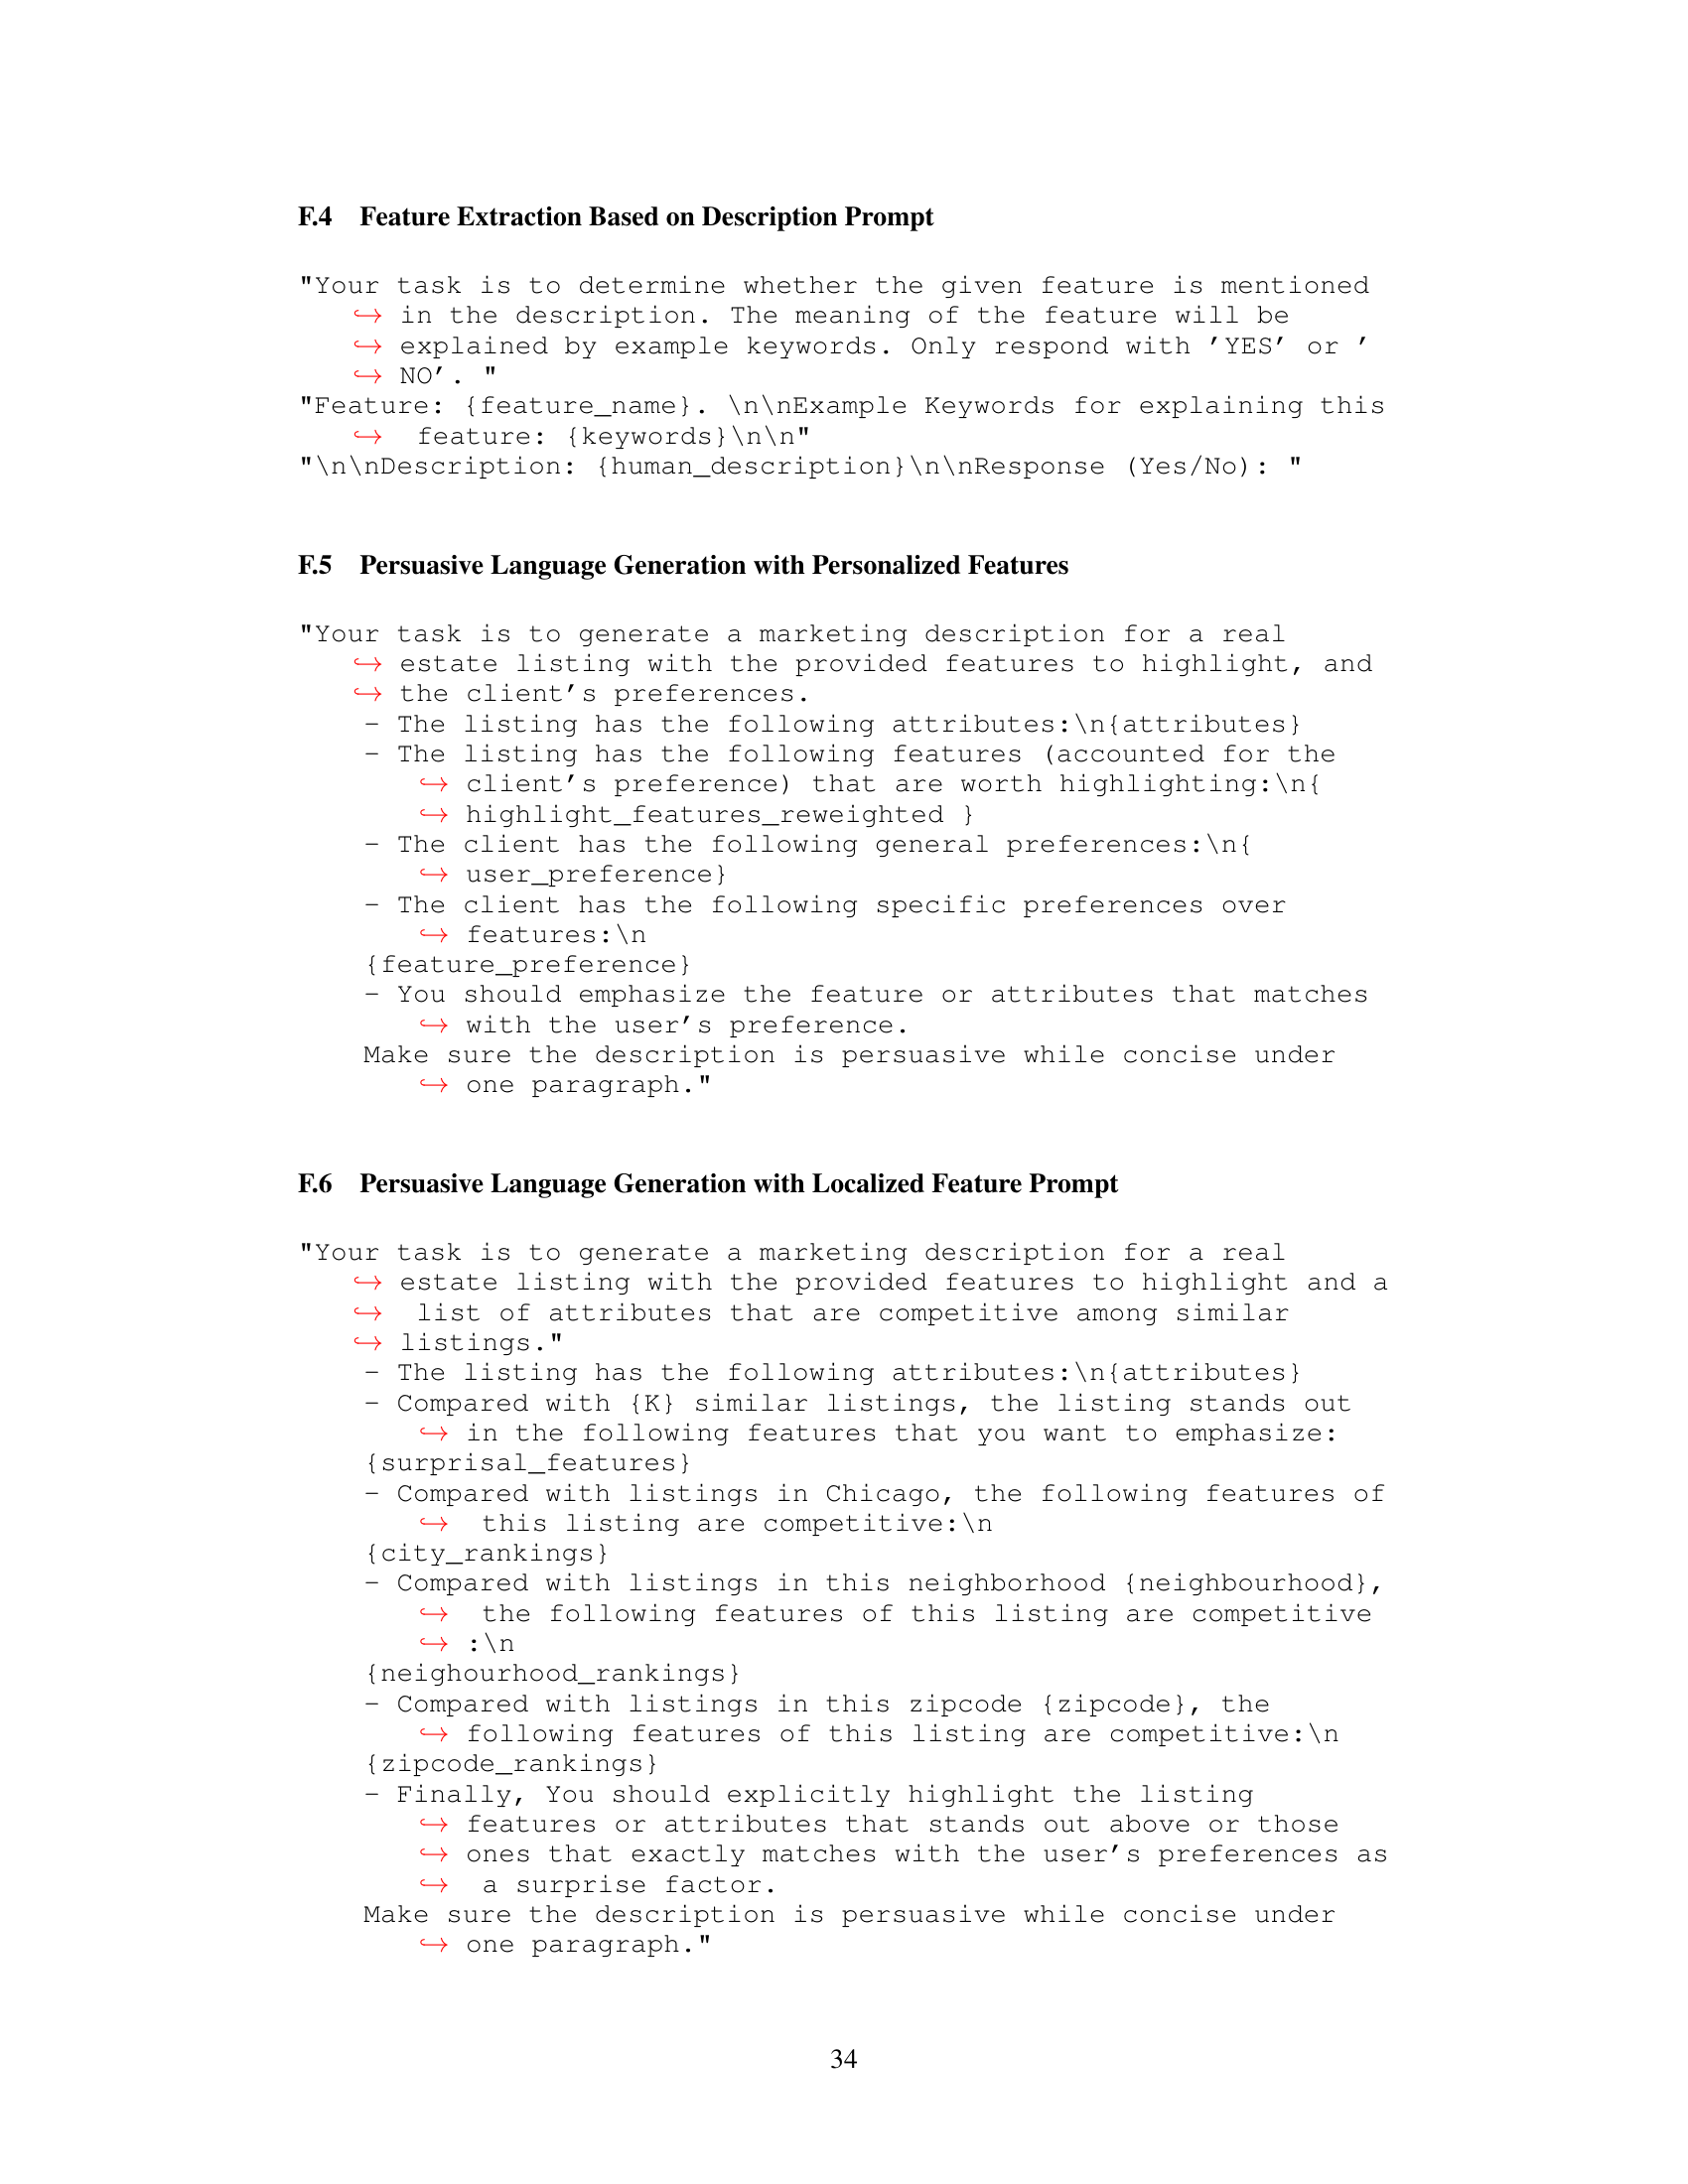 F.4 Feature Extraction Based on Description Prompt
"Your task is to determine whether the given feature is mentioned
↪ in the description. The meaning of the feature will be
↪ explained by example keywords. Only respond with ’YES’ or ’
↪ NO’. "
"Feature: {feature_name}. \n\nExample Keywords for explaining this
↪ feature: {keywords}\n\n"
"\n\nDescription: {human_description}\n\nResponse (Yes/No): "
F.5 Persuasive Language Generation with Personalized Features
"Your task is to generate a marketing description for a real
↪ estate listing with the provided features to highlight, and
↪ the client’s preferences.
- The listing has the following attributes:\n{attributes}
- The listing has the following features (accounted for the
↪ client’s preference) that are worth highlighting:\n{
↪ highlight_features_reweighted }
- The client has the following general preferences:\n{
↪ user_preference}
- The client has the following specific preferences over
↪ features:\n
{feature_preference}
- You should emphasize the feature or attributes that matches
↪ with the user’s preference.
Make sure the description is persuasive while concise under
↪ one paragraph."
F.6 Persuasive Language Generation with Localized Feature Prompt
"Your task is to generate a marketing description for a real
↪ estate listing with the provided features to highlight and a
↪ list of attributes that are competitive among similar
↪ listings."
- The listing has the following attributes:\n{attributes}
- Compared with {K} similar listings, the listing stands out
↪ in the following features that you want to emphasize:
{surprisal_features}
- Compared with listings in Chicago, the following features of
↪ this listing are competitive:\n
{city_rankings}
- Compared with listings in this neighborhood {neighbourhood},
↪ the following features of this listing are competitive
↪ :\n
{neighourhood_rankings}
- Compared with listings in this zipcode {zipcode}, the
↪ following features of this listing are competitive:\n
{zipcode_rankings}
- Finally, You should explicitly highlight the listing
↪ features or attributes that stands out above or those
↪ ones that exactly matches with the user’s preferences as
↪ a surprise factor.
Make sure the description is persuasive while concise under
↪ one paragraph."
34